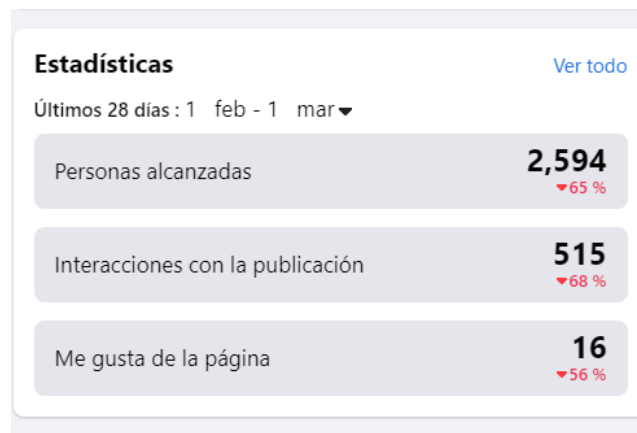 Estadísticas
Ver todo
Últimos 28 días : 1 feb - 1 mar
Personas alcanzadas
2,594
65 %
Interacciones con la publicación
515
68 %
Me gusta de la página
16
56 %